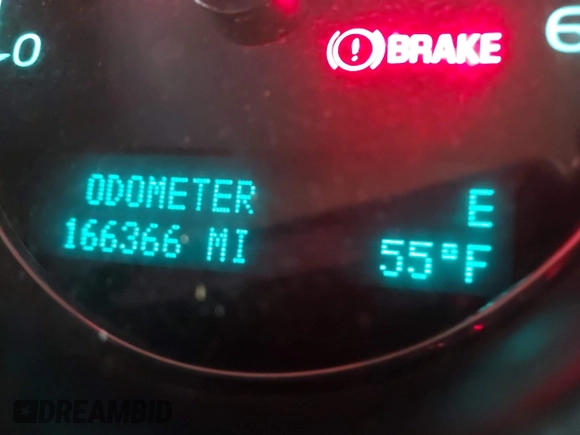 BRAKE
ODOMETER
E
166366 MI
55°F
DREAMBID